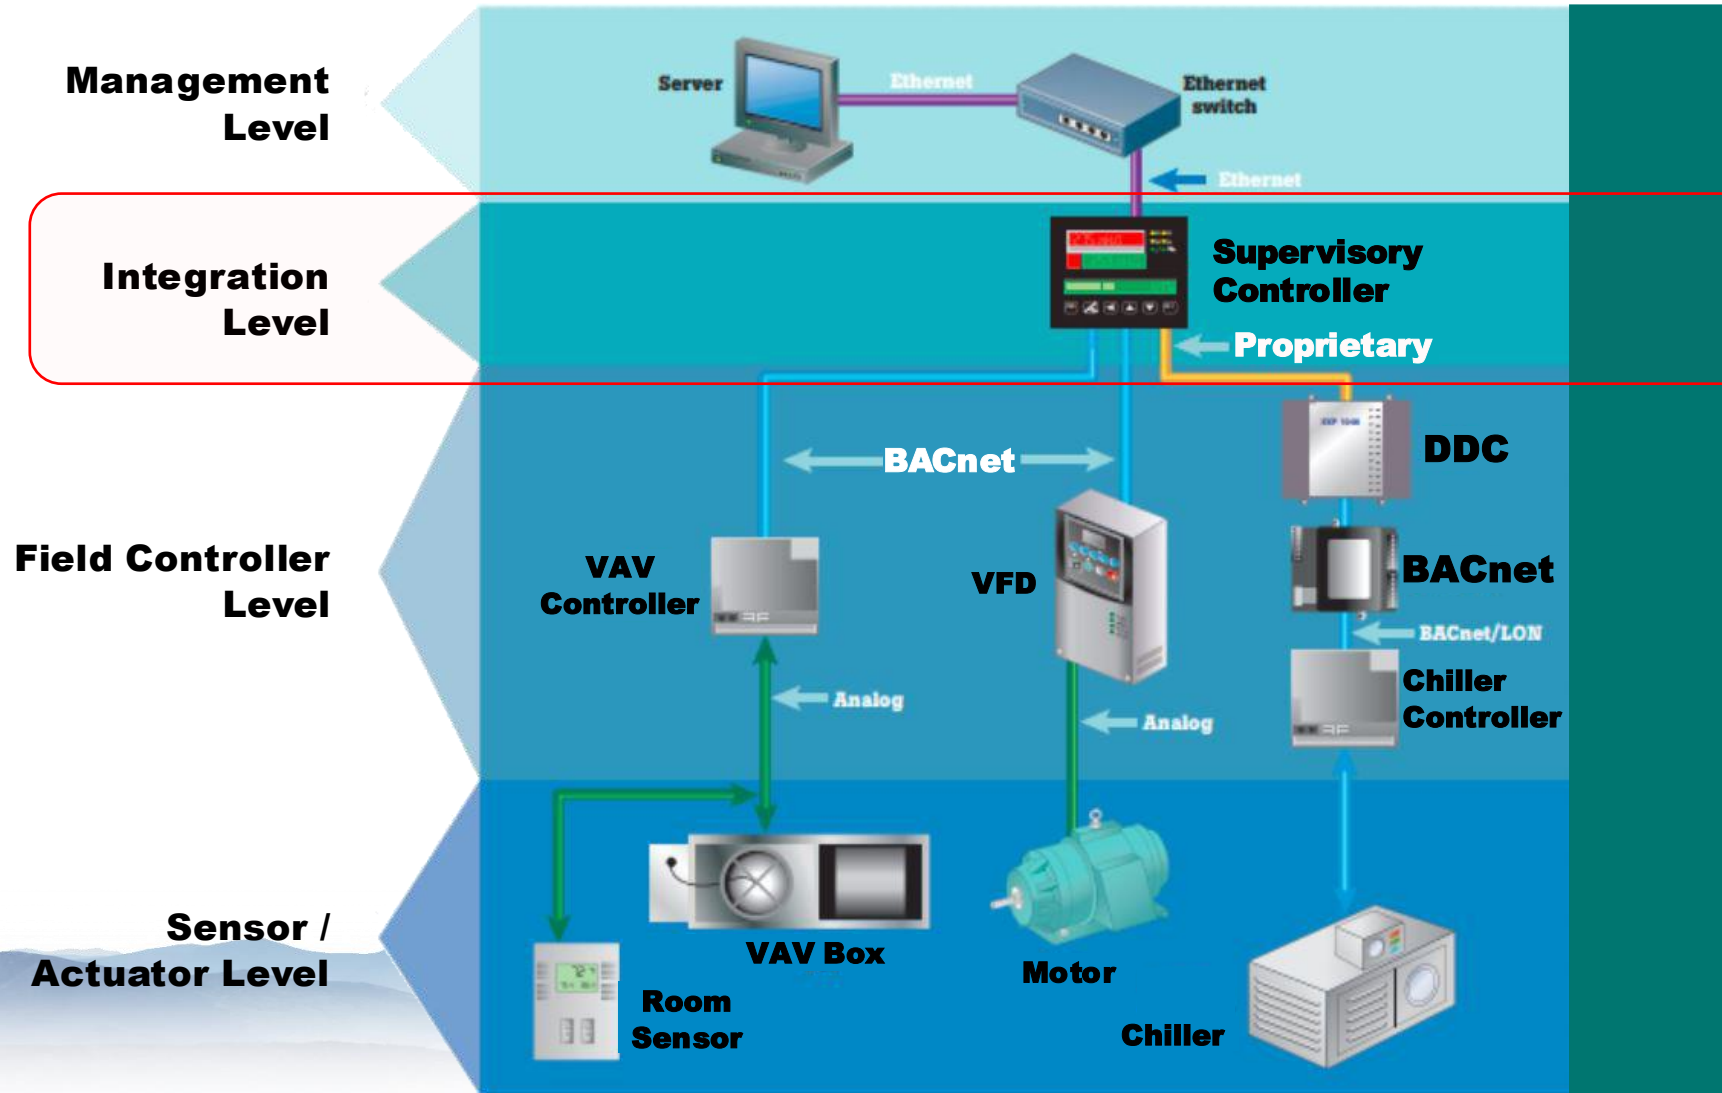 Management
Level
Server
Ethernet
Ethernet
switch
Ethernet
Integration
Level
Supervisory
Controller
Proprietary
Field Controller
Level
BACnet
DDC
VAV
Controller
VFD
BACnet
BACnet/LON
Chiller
Controller
Analog
Analog
Sensor /
Actuator Level
VAV Box
Room
Sensor
Motor
Chiller